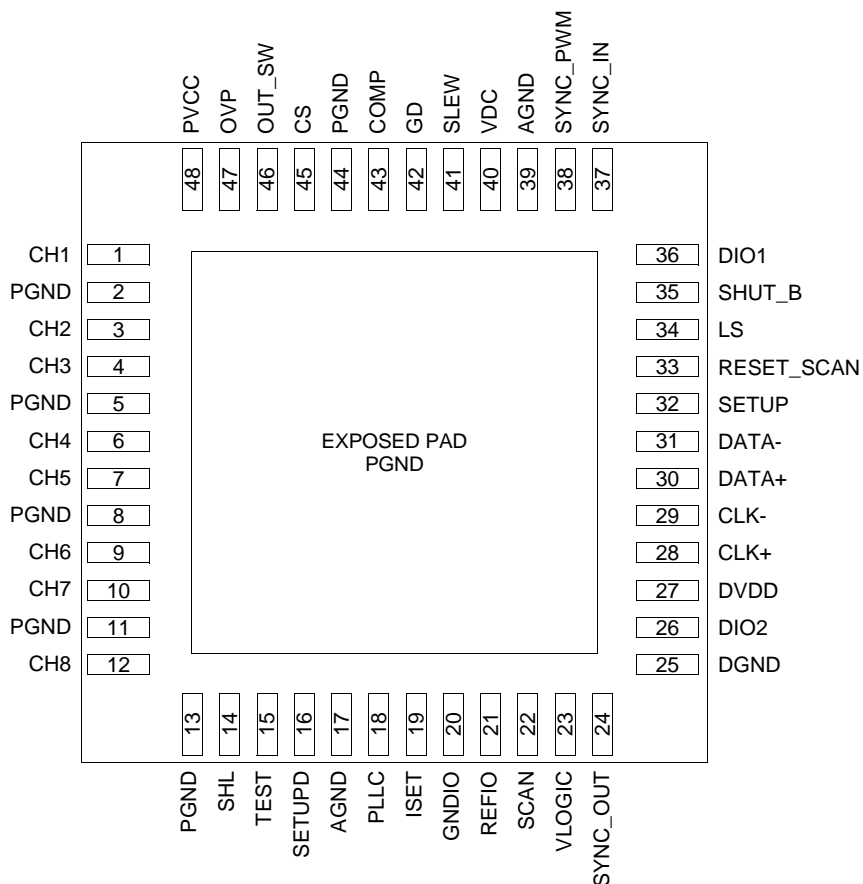 PVCC
OVP
OUT_SW
CS
PGND
COMP
GD
SLEW
VDC
AGND
SYNC_PWM
SYNC_IN
48
47
46
45
44
43
42
41
40
39
38
37
CH1 1
PGND 2
CH2 3
CH3 4
PGND 5
CH4 6
CH5 7
PGND 8
CH6 9
CH7 10
PGND 11
CH8 12
EXPOSED PAD
PGND
36 DIO1
35 SHUT_B
34 LS
33 RESET_SCAN
32 SETUP
31 DATA-
30 DATA+
29 CLK-
28 CLK+
27 DVDD
26 DIO2
25 DGND
13
14
15
16
17
18
19
20
21
22
23
24
PGND
SHL
TEST
SETUPD
AGND
PLLC
ISET
GNDIO
REFIO
SCAN
VLOGIC
SYNC_OUT